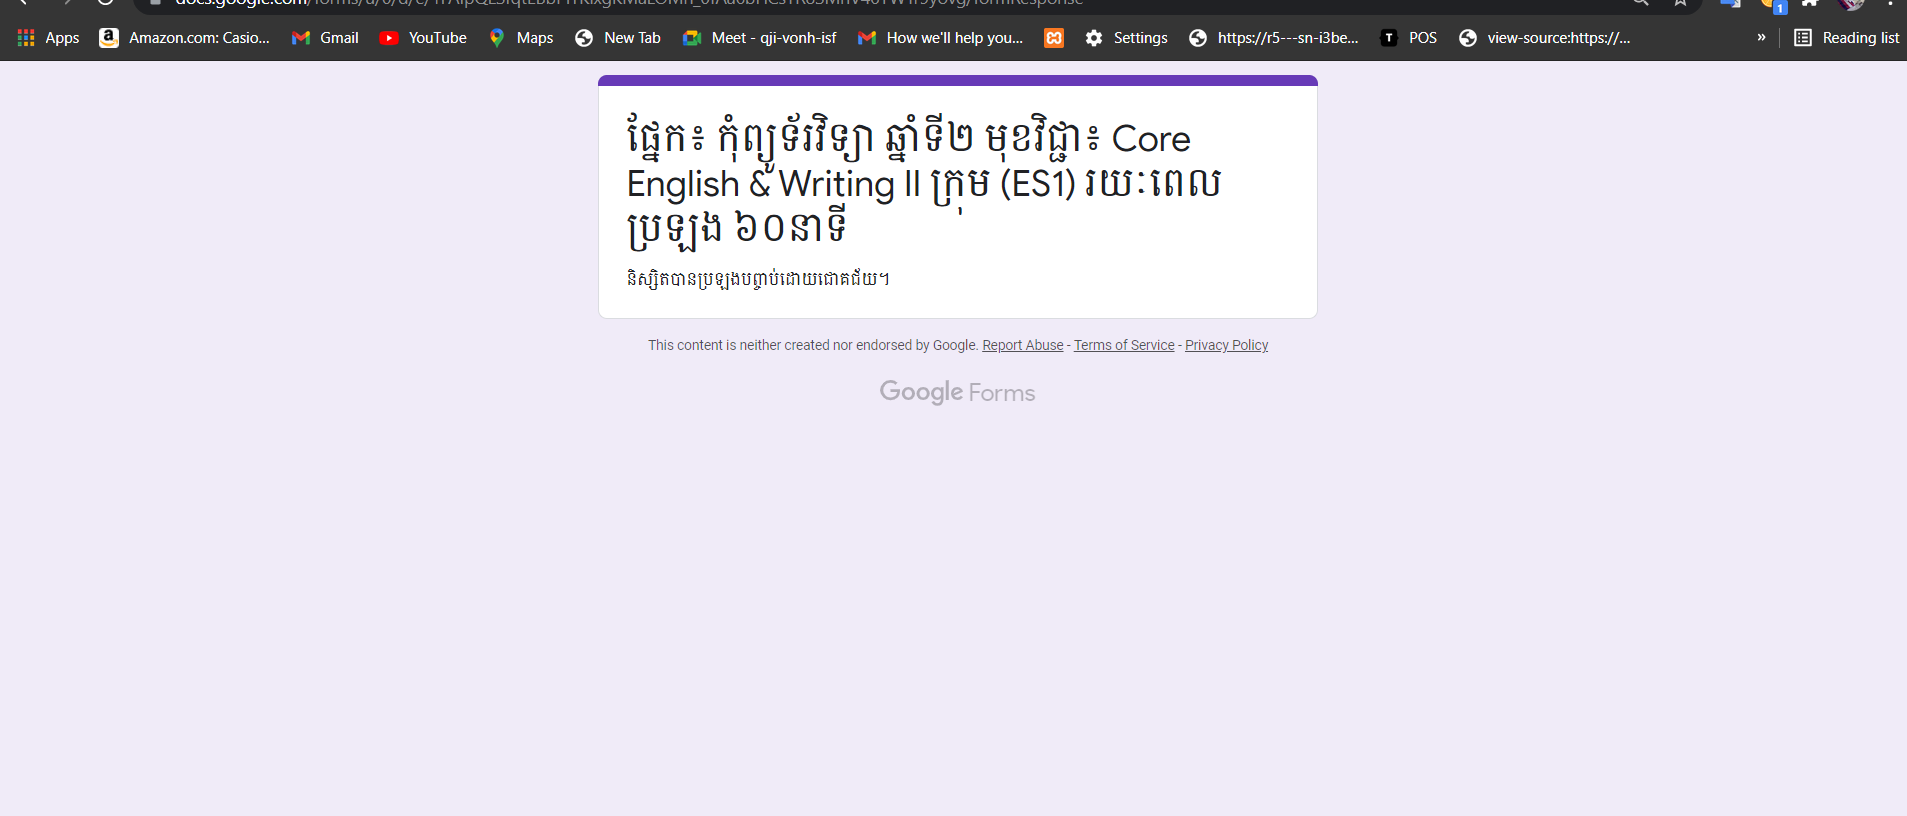 docs.google.com
Apps Amazon.com: Casio... Gmail YouTube Maps New Tab Meet - qji-vonh-isf How we'll help you... Settings https://r5---sn-i3be... T POS view-source:https://... » Reading list
1
ផ្នែក៖ កុំព្យូទ័រវិទ្យា ឆ្នាំទី២ មុខវិជ្ជា៖ Core
English & Writing II ក្រុម (ES1) រយៈពេល
ប្រឡង ៦០នាទី
និស្សិតបានប្រឡងបញ្ចាប់ដោយជោគជ័យ។
This content is neither created nor endorsed by Google. Report Abuse - Terms of Service - Privacy Policy
Google Forms